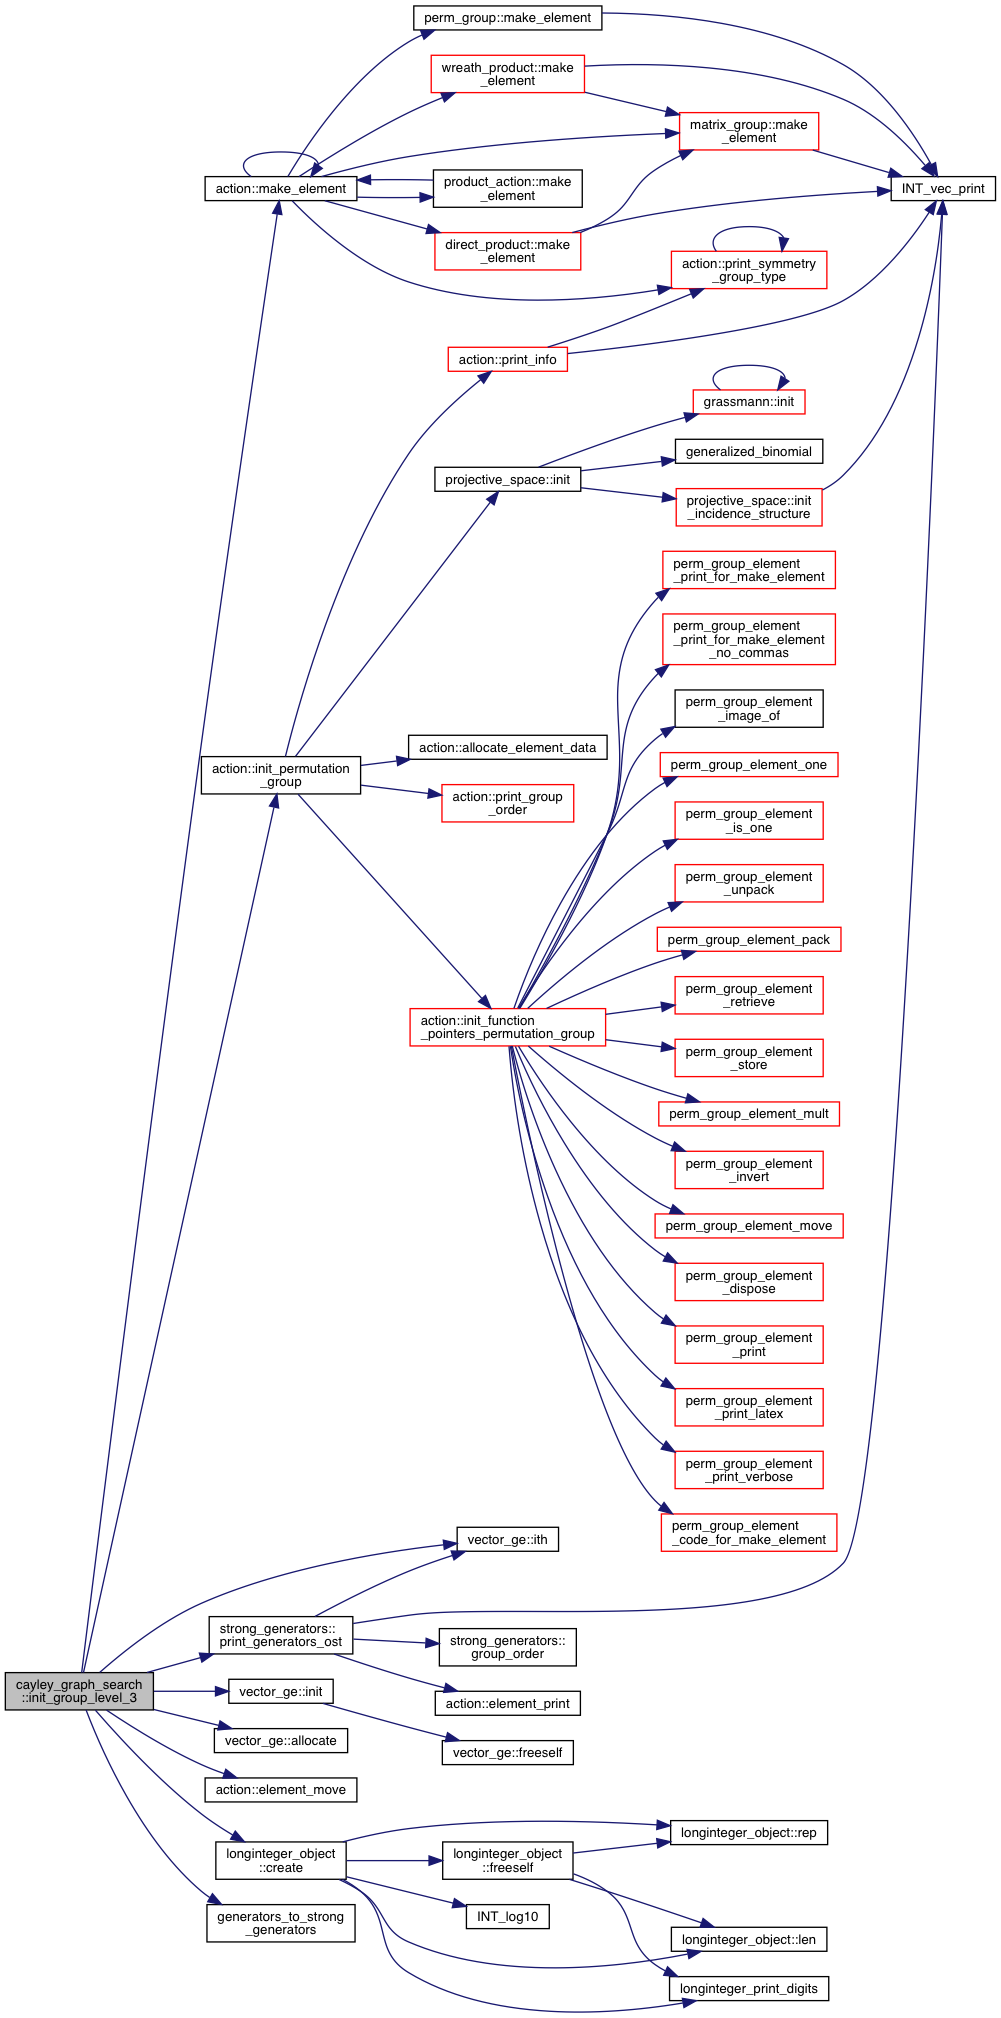 perm_group::make_element
wreath_product::make
_element
matrix_group::make
_element
action::make_element
product_action::make
_element
INT_vec_print
direct_product::make
_element
action::print_symmetry
_group_type
action::print_info
grassmann::init
generalized_binomial
projective_space::init
projective_space::init
_incidence_structure
perm_group_element
_print_for_make_element
perm_group_element
_print_for_make_element
_no_commas
perm_group_element
_image_of
action::allocate_element_data
action::init_permutation
_group
perm_group_element_one
action::print_group
_order
perm_group_element
_is_one
perm_group_element
_unpack
perm_group_element_pack
perm_group_element
_retrieve
action::init_function
_pointers_permutation_group
perm_group_element
_store
perm_group_element_mult
perm_group_element
_invert
perm_group_element_move
perm_group_element
_dispose
perm_group_element
_print
perm_group_element
_print_latex
perm_group_element
_print_verbose
perm_group_element
_code_for_make_element
vector_ge::ith
strong_generators::
print_generators_ost
strong_generators::
group_order
cayley_graph_search
::init_group_level_3
vector_ge::init
action::element_print
vector_ge::allocate
vector_ge::freeself
action::element_move
longinteger_object::rep
longinteger_object
::create
longinteger_object
::freeself
generators_to_strong
_generators
INT_log10
longinteger_object::len
longinteger_print_digits